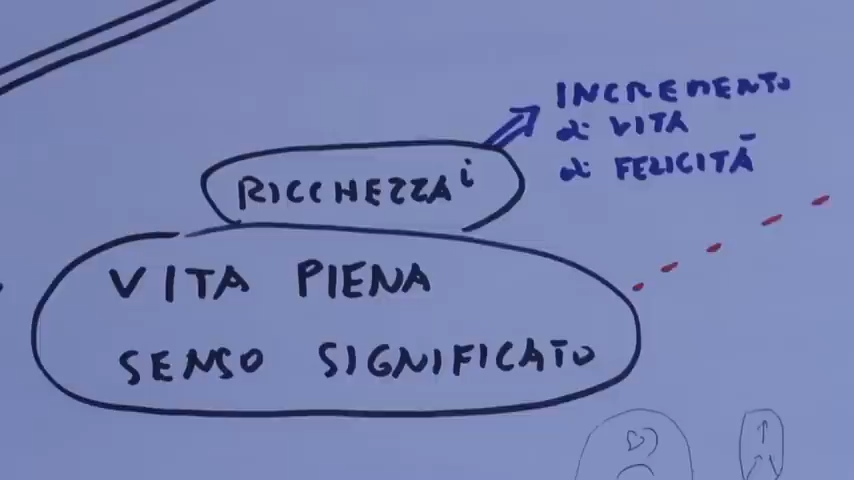 INCREMENTO
di VITA
di FELICITÀ
RICCHEZZA i
VITA PIENA
SENSO SIGNIFICATO